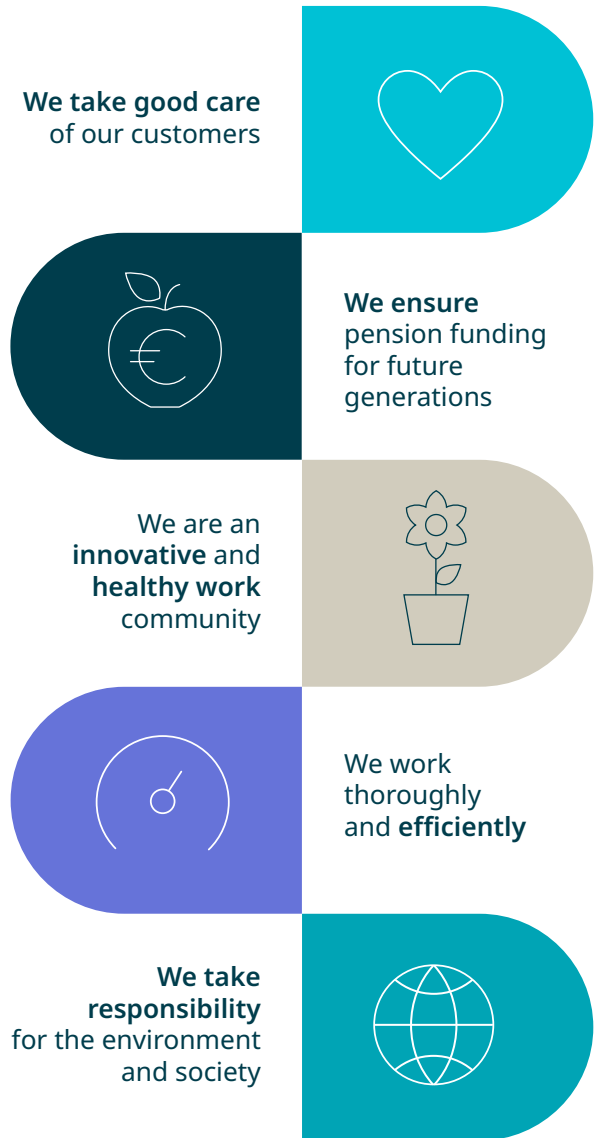 We take good care
of our customers
We ensure
pension funding
for future
generations
We are an
innovative and
healthy work
community
We work
thoroughly
and efficiently
We take
responsibility
for the environment
and society